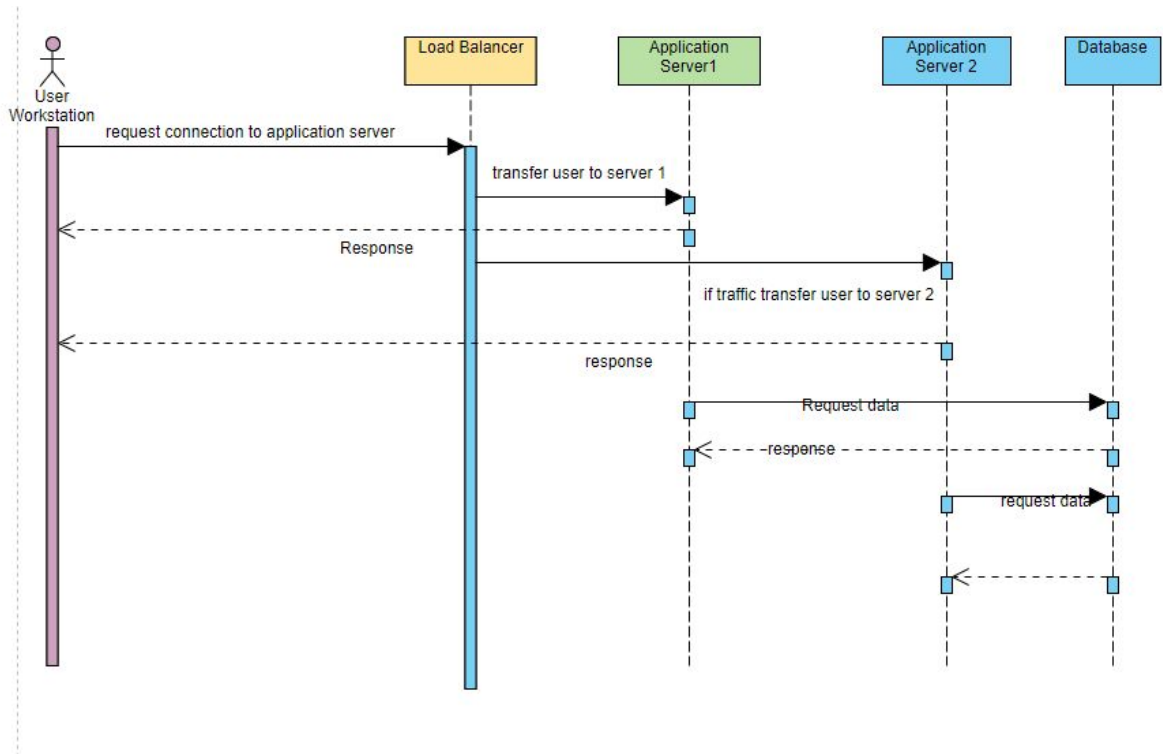 Load Balancer
Application
Server1
Application
Server 2
Database
User
Workstation
request connection to application server
transfer user to server 1
Response
if traffic transfer user to server 2
response
Request data
response
request data